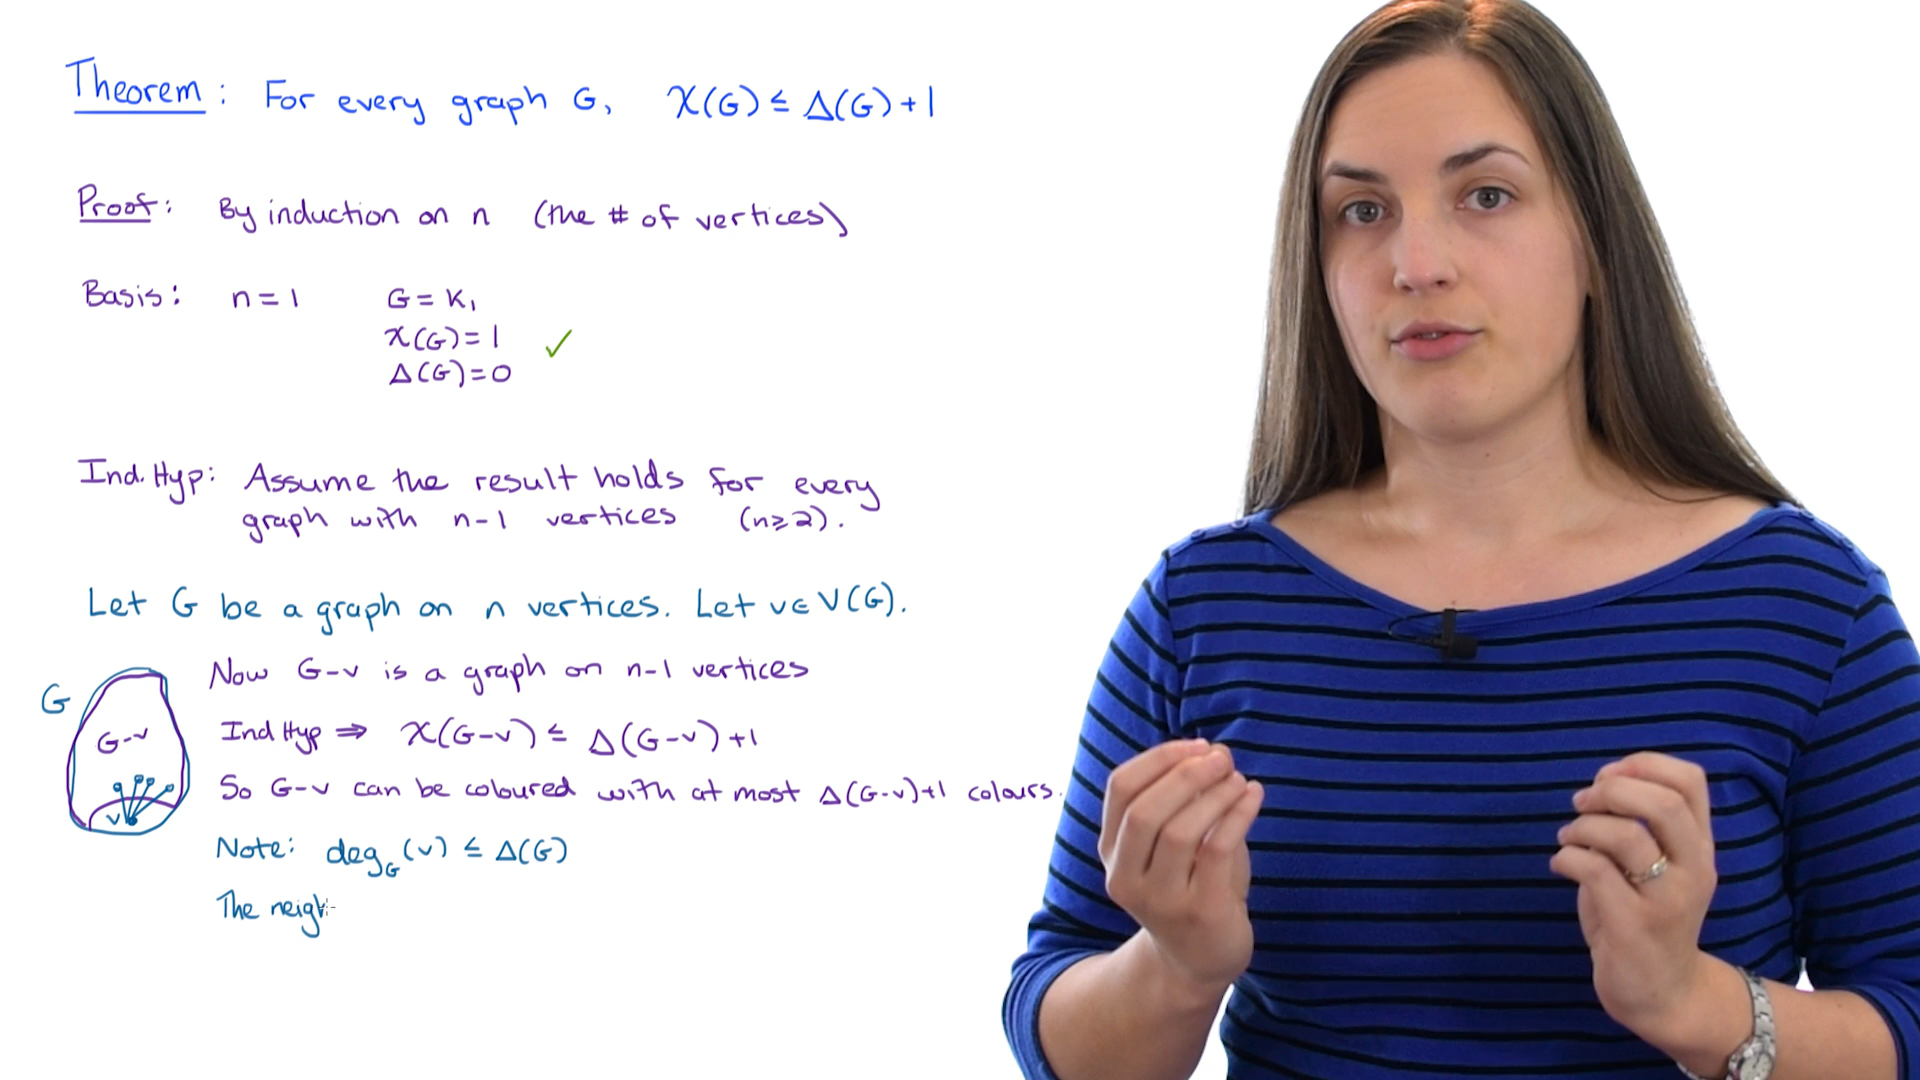 Theorem: For every graph G, χ(G) ≤ Δ(G)+1
Proof: By induction on n (the # of vertices)
Basis: n=1 G=K₁
χ(G)=1 ✓
Δ(G)=0
Ind. Hyp: Assume the result holds for every
graph with n-1 vertices (n≥2).
Let G be a graph on n vertices. Let v∈V(G).
Now G-v is a graph on n-1 vertices
G
G-v
v
Ind Hyp ⇒ χ(G-v) ≤ Δ(G-v)+1
So G-v can be coloured with at most Δ(G-v)+1 colours.
Note: deg_G(v) ≤ Δ(G)
The neigh